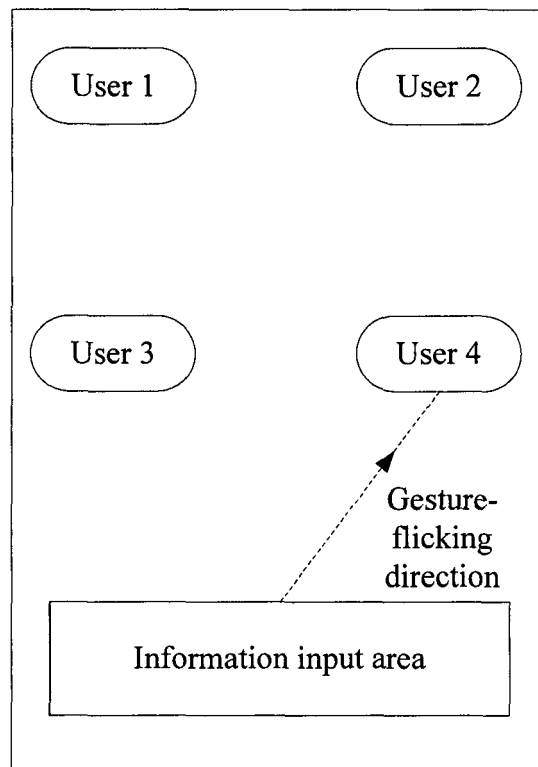 User 1
User 2
User 3
User 4
Gesture-
flicking
direction
Information input area